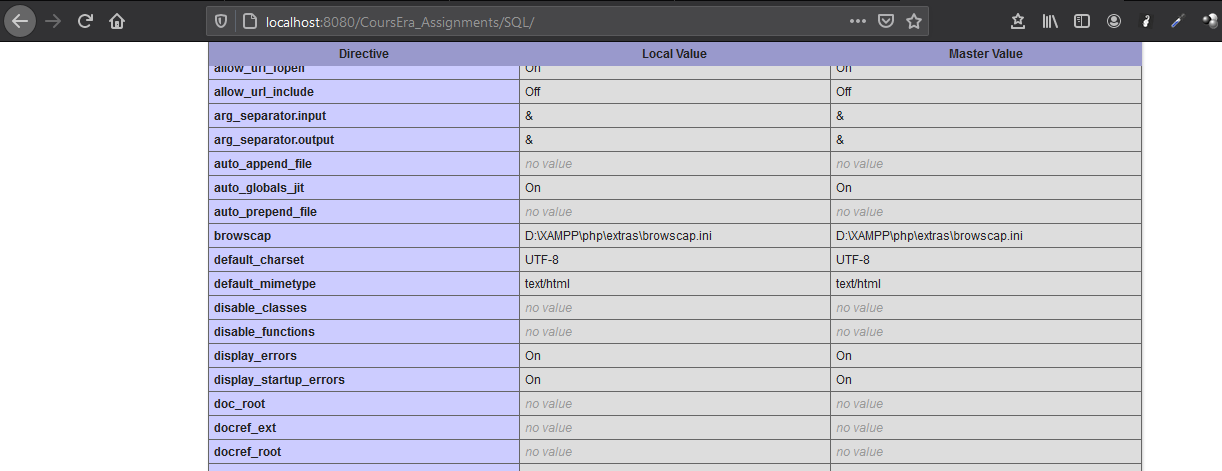 localhost:8080/CoursEra_Assignments/SQL/
Directive Local Value Master Value
allow_url_fopen On On
allow_url_include Off Off
arg_separator.input & &
arg_separator.output & &
auto_append_file no value no value
auto_globals_jit On On
auto_prepend_file no value no value
browscap D:\XAMPP\php\extras\browscap.ini D:\XAMPP\php\extras\browscap.ini
default_charset UTF-8 UTF-8
default_mimetype text/html text/html
disable_classes no value no value
disable_functions no value no value
display_errors On On
display_startup_errors On On
doc_root no value no value
docref_ext no value no value
docref_root no value no value